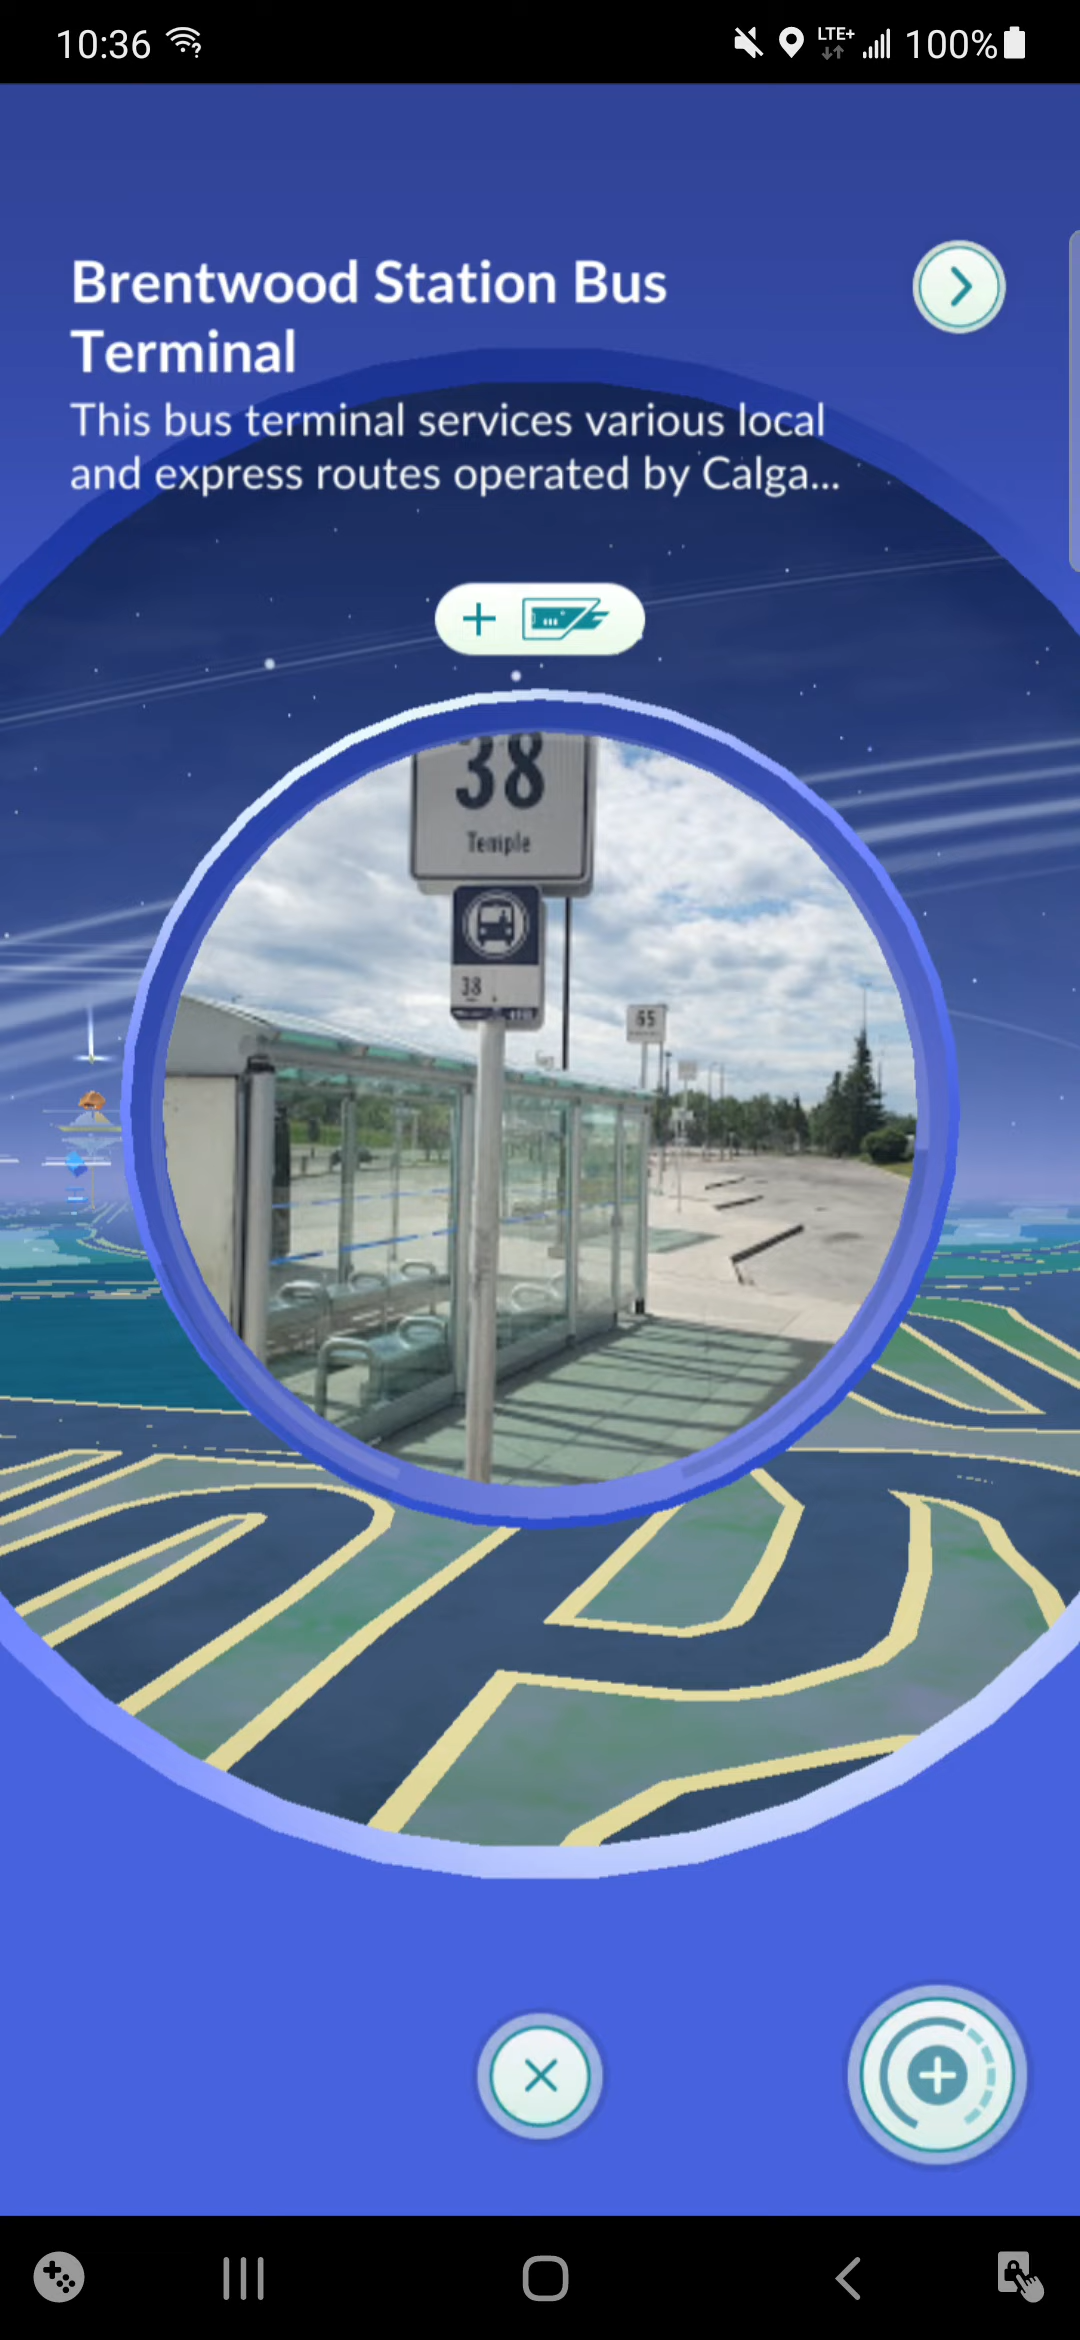 10:36
LTE+
100%
Brentwood Station Bus
Terminal
This bus terminal services various local
and express routes operated by Calga...
38
Temple
38
65